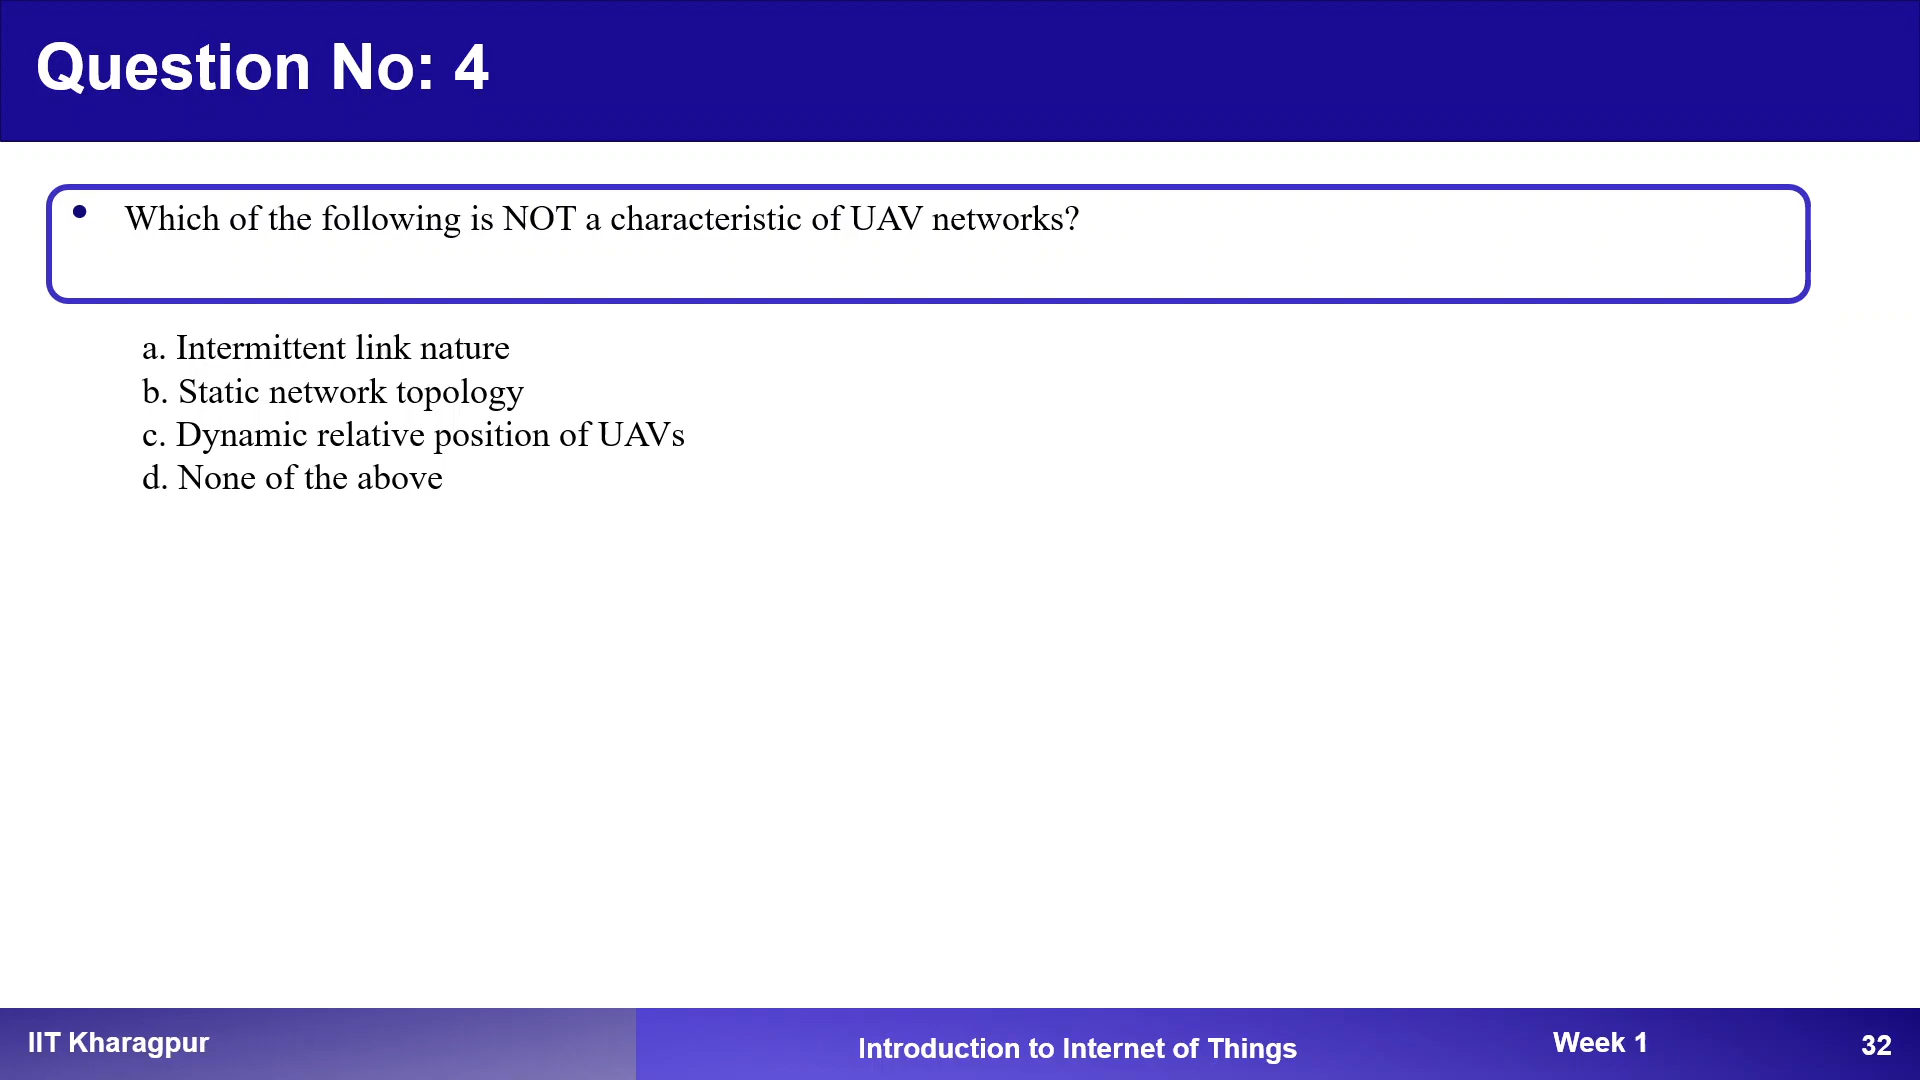 Question No: 4
• Which of the following is NOT a characteristic of UAV networks?
a. Intermittent link nature
b. Static network topology
c. Dynamic relative position of UAVs
d. None of the above
IIT Kharagpur
Introduction to Internet of Things
Week 1
32